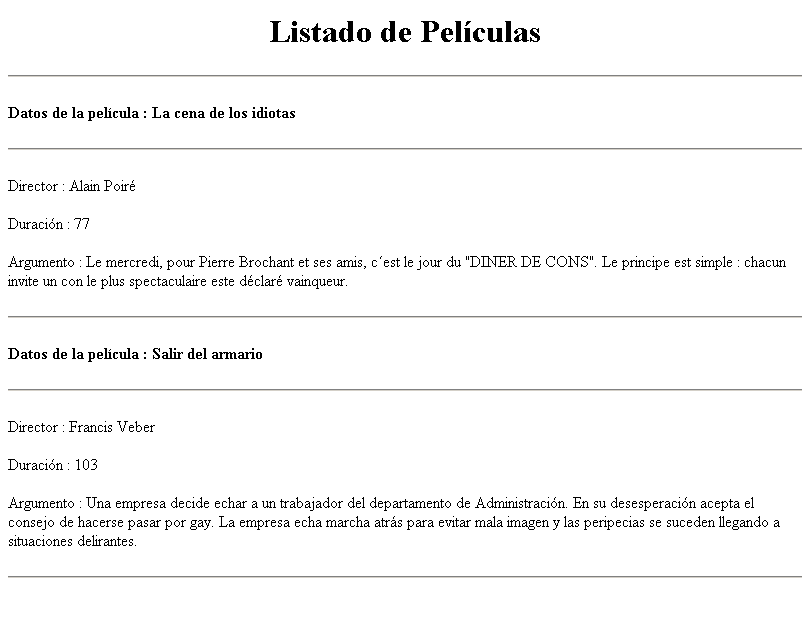 Listado de Películas
Datos de la película : La cena de los idiotas
Director : Alain Poiré
Duración : 77
Argumento : Le mercredi, pour Pierre Brochant et ses amis, c´est le jour du "DINER DE CONS". Le principe est simple : chacun
invite un con le plus spectaculaire este déclaré vainqueur.
Datos de la película : Salir del armario
Director : Francis Veber
Duración : 103
Argumento : Una empresa decide echar a un trabajador del departamento de Administración. En su desesperación acepta el
consejo de hacerse pasar por gay. La empresa echa marcha atrás para evitar mala imagen y las peripecias se suceden llegando a
situaciones delirantes.